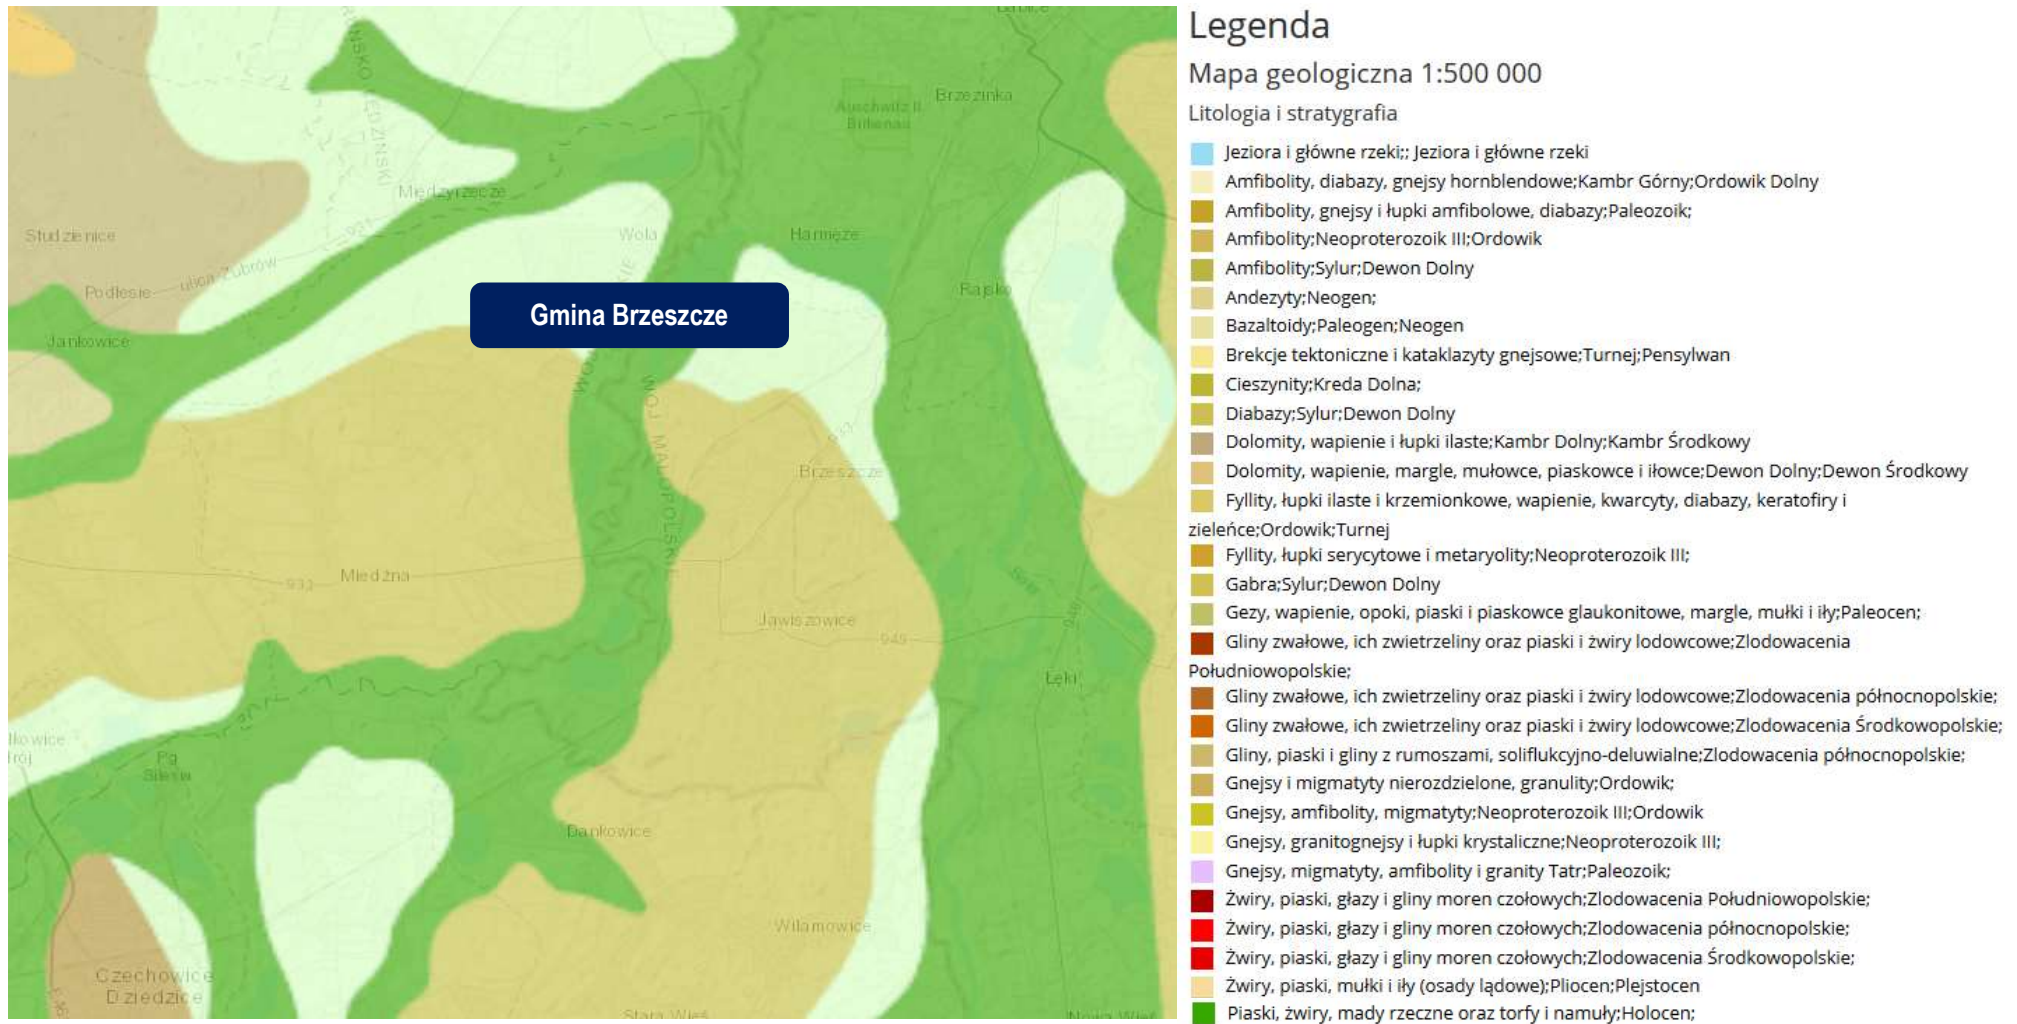 Brzezinka
Auschwitz II
Birkenau
Międzyrzecze
Studzienice
Wola
Harmęże
ulica Żubrów
Podlesie
Rajsko
Gmina Brzeszcze
Jankowice
WOJ. MAŁOPOLSKIE
933
Brzeszcze
933
Miedźna
Jawiszowice
949
948
Soła
Łęki
Pg
Silesia
Dankowice
Wilamowice
Czechowice
Dziedzice
Stara Wieś
Nowa Wieś
Legenda
Mapa geologiczna 1:500 000
Litologia i stratygrafia
Jeziora i główne rzeki;; Jeziora i główne rzeki
Amfibolity, diabazy, gnejsy hornblendowe;Kambr Górny;Ordowik Dolny
Amfibolity, gnejsy i łupki amfibolowe, diabazy;Paleozoik;
Amfibolity;Neoproterozoik III;Ordowik
Amfibolity;Sylur;Dewon Dolny
Andezyty;Neogen;
Bazaltoidy;Paleogen;Neogen
Brekcje tektoniczne i kataklazyty gnejsowe;Turnej;Pensylwan
Cieszynity;Kreda Dolna;
Diabazy;Sylur;Dewon Dolny
Dolomity, wapienie i łupki ilaste;Kambr Dolny;Kambr Środkowy
Dolomity, wapienie, margle, mułowce, piaskowce i iłowce;Dewon Dolny;Dewon Środkowy
Fyllity, łupki ilaste i krzemionkowe, wapienie, kwarcyty, diabazy, keratofiry i
zieleńce;Ordowik;Turnej
Fyllity, łupki serycytowe i metaryolity;Neoproterozoik III;
Gabra;Sylur;Dewon Dolny
Gezy, wapienie, opoki, piaski i piaskowce glaukonitowe, margle, mułki i iły;Paleocen;
Gliny zwałowe, ich zwietrzeliny oraz piaski i żwiry lodowcowe;Zlodowacenia
Południowopolskie;
Gliny zwałowe, ich zwietrzeliny oraz piaski i żwiry lodowcowe;Zlodowacenia północnopolskie;
Gliny zwałowe, ich zwietrzeliny oraz piaski i żwiry lodowcowe;Zlodowacenia Środkowopolskie;
Gliny, piaski i gliny z rumoszami, soliflukcyjno-deluwialne;Zlodowacenia północnopolskie;
Gnejsy i migmatyty nierozdzielone, granulity;Ordowik;
Gnejsy, amfibolity, migmatyty;Neoproterozoik III;Ordowik
Gnejsy, granitognejsy i łupki krystaliczne;Neoproterozoik III;
Gnejsy, migmatyty, amfibolity i granity Tatr;Paleozoik;
Żwiry, piaski, głazy i gliny moren czołowych;Zlodowacenia Południowopolskie;
Żwiry, piaski, głazy i gliny moren czołowych;Zlodowacenia północnopolskie;
Żwiry, piaski, głazy i gliny moren czołowych;Zlodowacenia Środkowopolskie;
Żwiry, piaski, mułki i iły (osady lądowe);Pliocen;Plejstocen
Piaski, żwiry, mady rzeczne oraz torfy i namuły;Holocen;